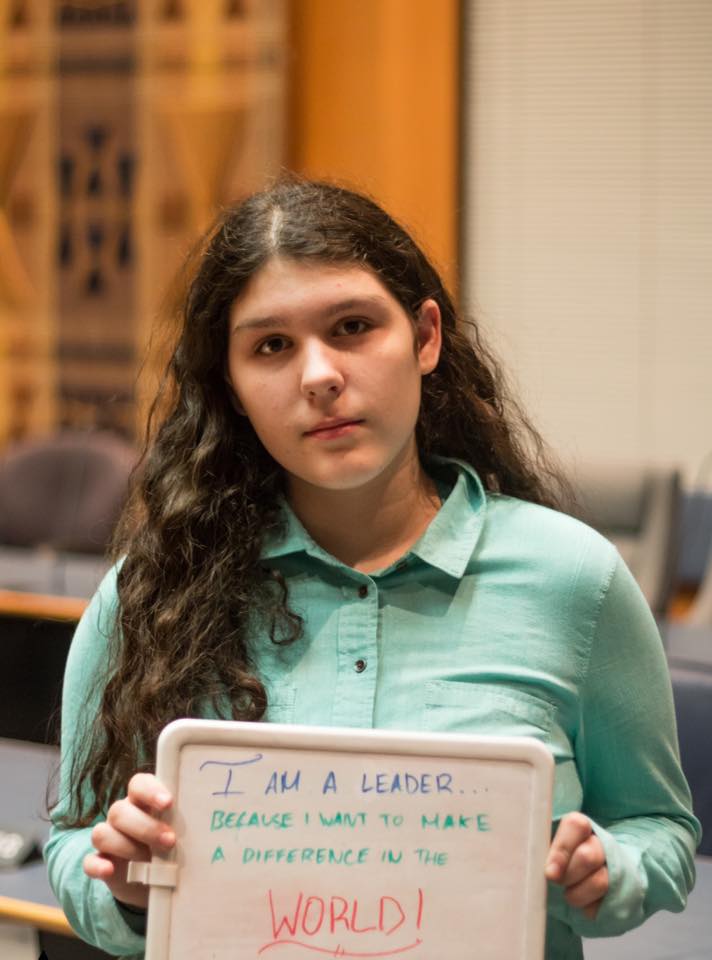 I AM A LEADER...
BECAUSE I WANT TO MAKE
A DIFFERENCE IN THE
WORLD!